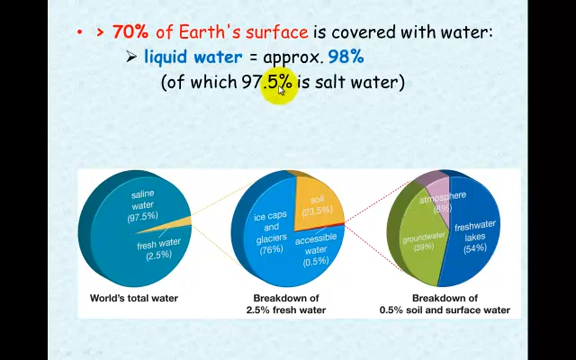 • > 70% of Earth's surface is covered with water:
➢ liquid water = approx. 98%
(of which 97.5% is salt water)
saline
water
(97.5%)
fresh water
(2.5%)
World's total water
ice caps
and
glaciers
(76%)
soil
(23.5%)
accessible
water
(0.5%)
Breakdown of
2.5% fresh water
atmosphere
(8%)
groundwater
(39%)
freshwater
lakes
(54%)
Breakdown of
0.5% soil and surface water